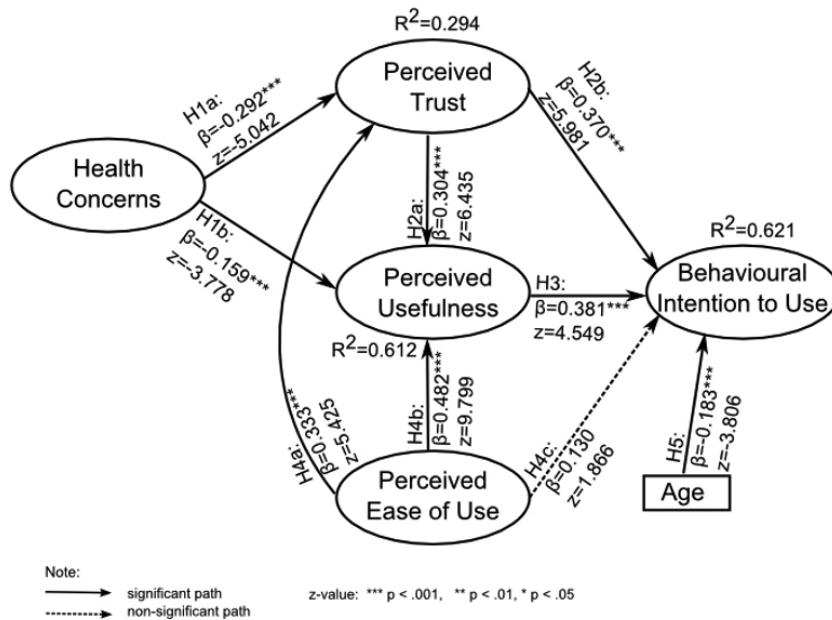 R²=0.294
Perceived
Trust
H1a:
β=-0.292***
z=-5.042
H2b:
β=0.370***
z=5.981
Health
Concerns
H1b:
β=-0.159***
z=-3.778
H2a:
β=0.304***
z=6.435
R²=0.621
Behavioural
Intention to Use
Perceived
Usefulness
H3:
β=0.381***
z=4.549
R²=0.612
H4a:
β=0.333***
z=5.425
H4b:
β=0.482***
z=9.799
H4c:
β=0.130
z=1.866
H5:
β=-0.183***
z=-3.806
Perceived
Ease of Use
Age
Note:
significant path
non-significant path
z-value: *** p < .001, ** p < .01, * p < .05